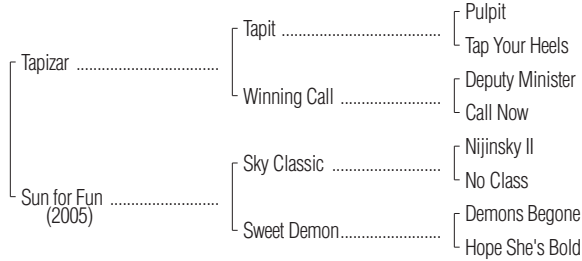 Pulpit
Tapit ..............................
Tap Your Heels
Tapizar ...........................
Deputy Minister
Winning Call ...................
Call Now
Nijinsky II
Sky Classic .....................
No Class
Sun for Fun ....................
(2005)
Demons Begone
Sweet Demon...................
Hope She's Bold